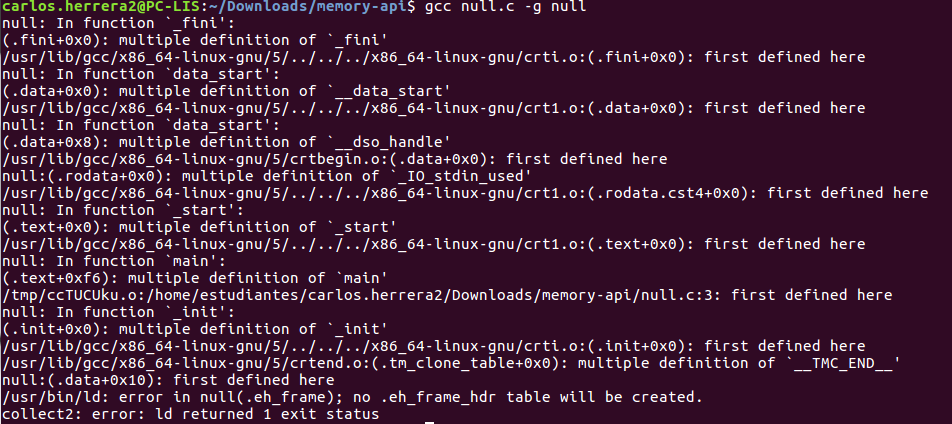 carlos.herrera2@PC-LIS:~/Downloads/memory-api$ gcc null.c -g null
null: In function `_fini':
(.fini+0x0): multiple definition of `_fini'
/usr/lib/gcc/x86_64-linux-gnu/5/../../../x86_64-linux-gnu/crti.o:(.fini+0x0): first defined here
null: In function `data_start':
(.data+0x0): multiple definition of `__data_start'
/usr/lib/gcc/x86_64-linux-gnu/5/../../../x86_64-linux-gnu/crt1.o:(.data+0x0): first defined here
null: In function `data_start':
(.data+0x8): multiple definition of `__dso_handle'
/usr/lib/gcc/x86_64-linux-gnu/5/crtbegin.o:(.data+0x0): first defined here
null:(.rodata+0x0): multiple definition of `_IO_stdin_used'
/usr/lib/gcc/x86_64-linux-gnu/5/../../../x86_64-linux-gnu/crt1.o:(.rodata.cst4+0x0): first defined here
null: In function `_start':
(.text+0x0): multiple definition of `_start'
/usr/lib/gcc/x86_64-linux-gnu/5/../../../x86_64-linux-gnu/crt1.o:(.text+0x0): first defined here
null: In function `main':
(.text+0xf6): multiple definition of `main'
/tmp/ccTUCUku.o:/home/estudiantes/carlos.herrera2/Downloads/memory-api/null.c:3: first defined here
null: In function `_init':
(.init+0x0): multiple definition of `_init'
/usr/lib/gcc/x86_64-linux-gnu/5/../../../x86_64-linux-gnu/crti.o:(.init+0x0): first defined here
/usr/lib/gcc/x86_64-linux-gnu/5/crtend.o:(.tm_clone_table+0x0): multiple definition of `__TMC_END__'
null:(.data+0x10): first defined here
/usr/bin/ld: error in null(.eh_frame); no .eh_frame_hdr table will be created.
collect2: error: ld returned 1 exit status